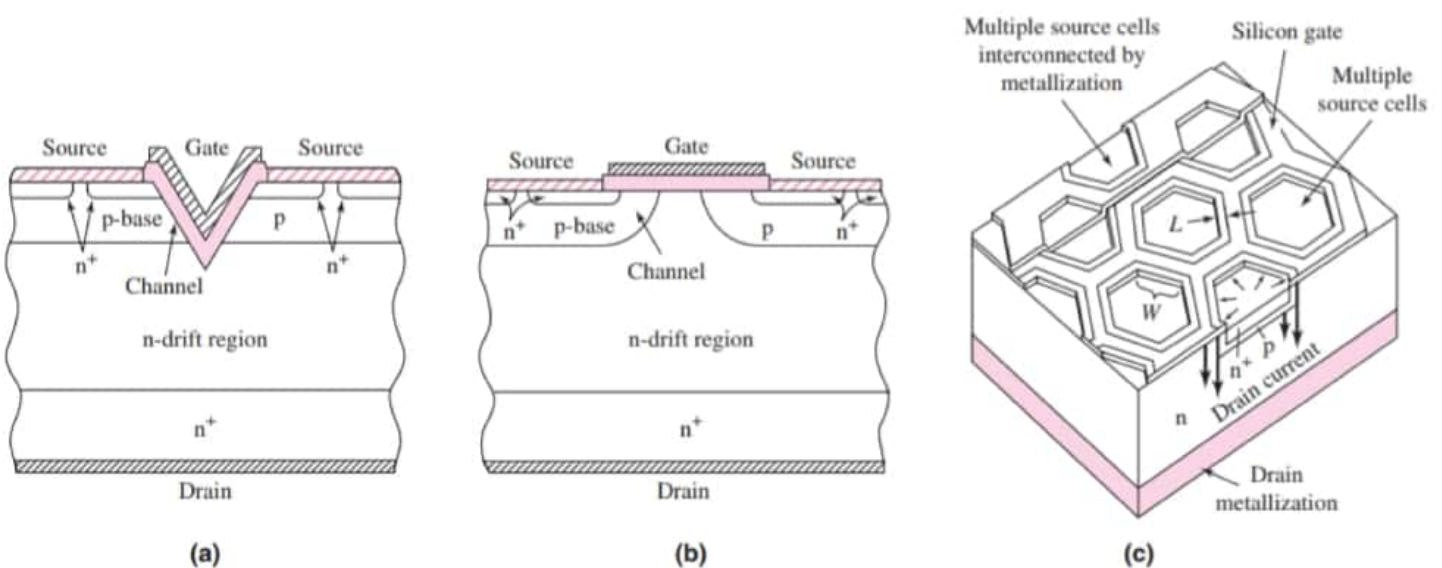 Source
Gate
Source
p-base
p
n⁺
n⁺
Channel
n-drift region
n⁺
Drain
(a)
Source
Gate
Source
n⁺
p-base
p
n⁺
Channel
n-drift region
n⁺
Drain
(b)
Multiple source cells
interconnected by
metallization
Silicon gate
Multiple
source cells
L
W
n⁺
p
n
Drain current
Drain
metallization
(c)